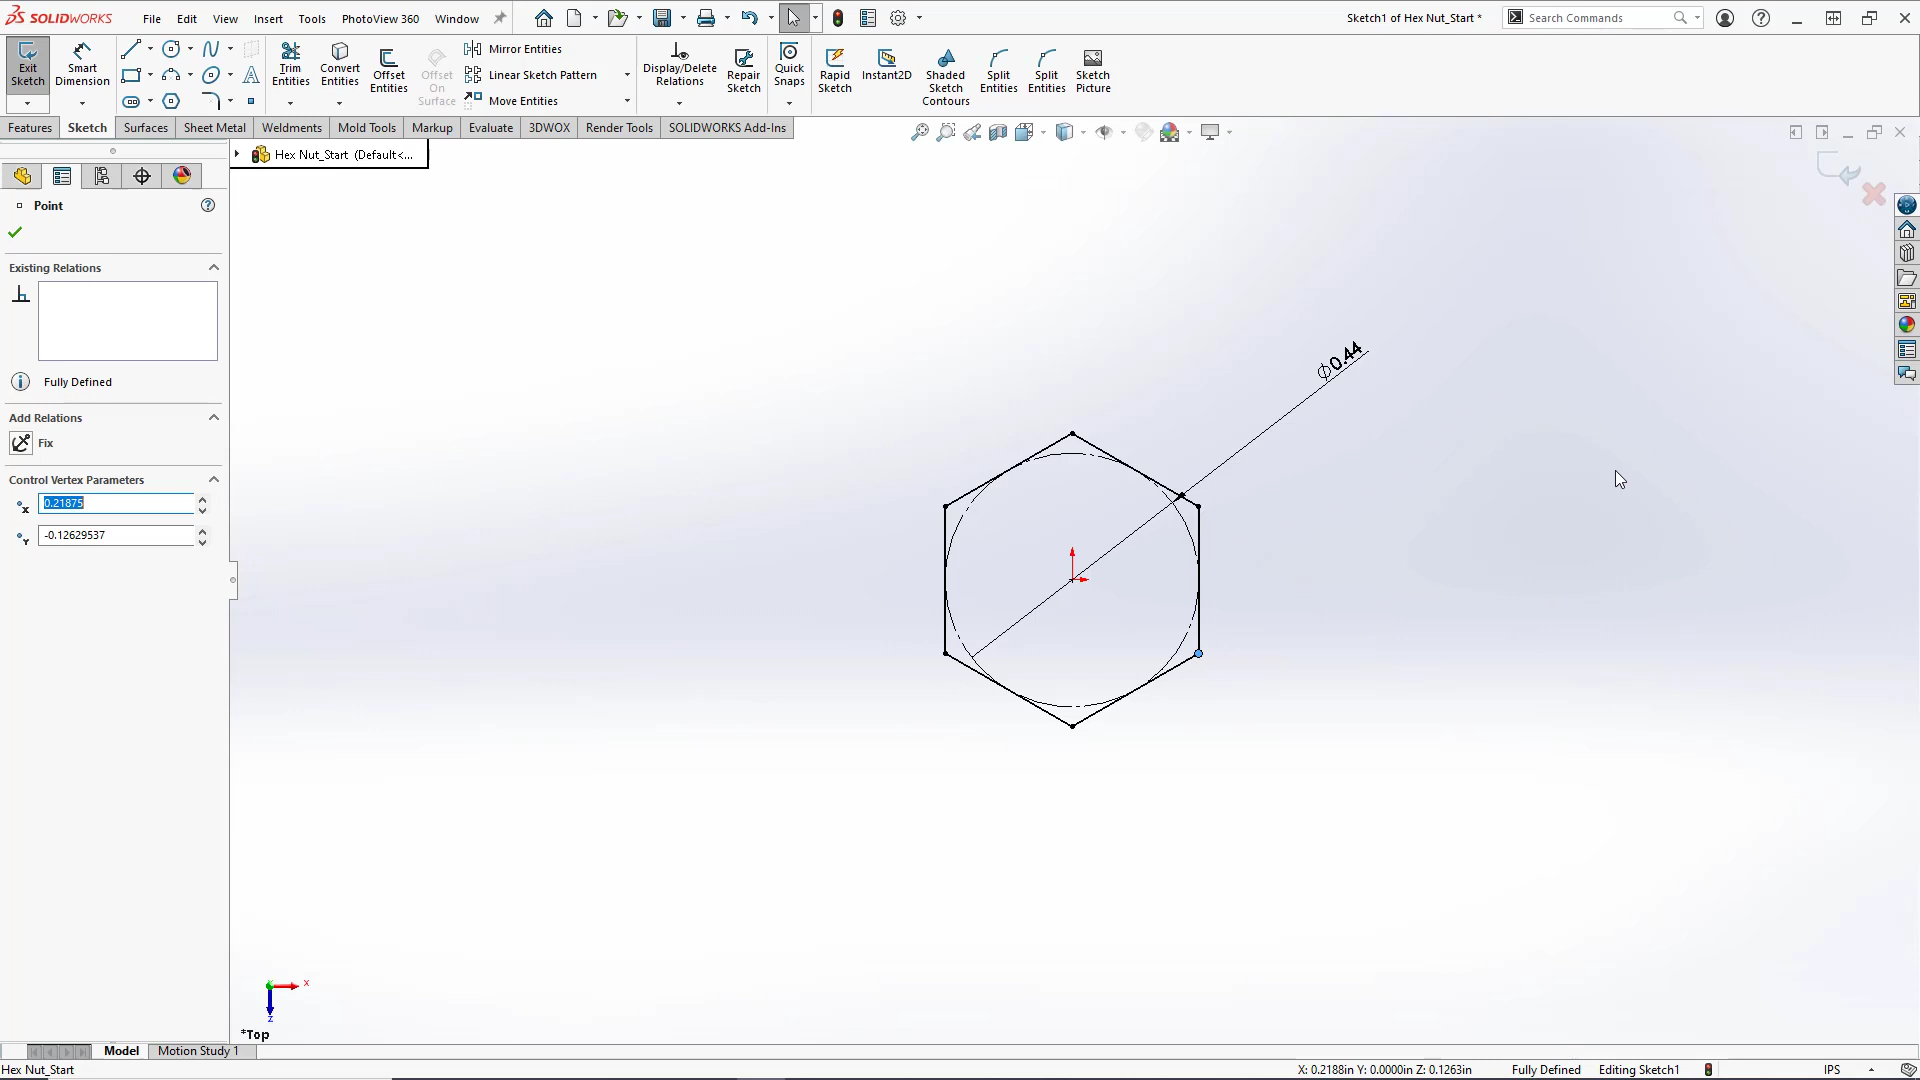 SOLIDWORKS File Edit View Insert Tools PhotoView 360 Window Sketch1 of Hex Nut_Start * Search Commands
Exit Sketch
Smart Dimension
Trim Entities
Convert Entities
Offset Entities
Offset On Surface
Mirror Entities
Linear Sketch Pattern
Move Entities
Display/Delete Relations
Repair Sketch
Quick Snaps
Rapid Sketch
Instant2D
Shaded Sketch Contours
Split Entities
Split Entities
Sketch Picture
Features Sketch Surfaces Sheet Metal Weldments Mold Tools Markup Evaluate 3DWOX Render Tools SOLIDWORKS Add-Ins
Hex Nut_Start (Default<...
Point
Existing Relations
Fully Defined
Add Relations
Fix
Control Vertex Parameters
x 0.21875
Y -0.12629537
Φ0.44
x
z
*Top
Model Motion Study 1
Hex Nut_Start X: 0.2188in Y: 0.0000in Z: 0.1263in Fully Defined Editing Sketch1 IPS